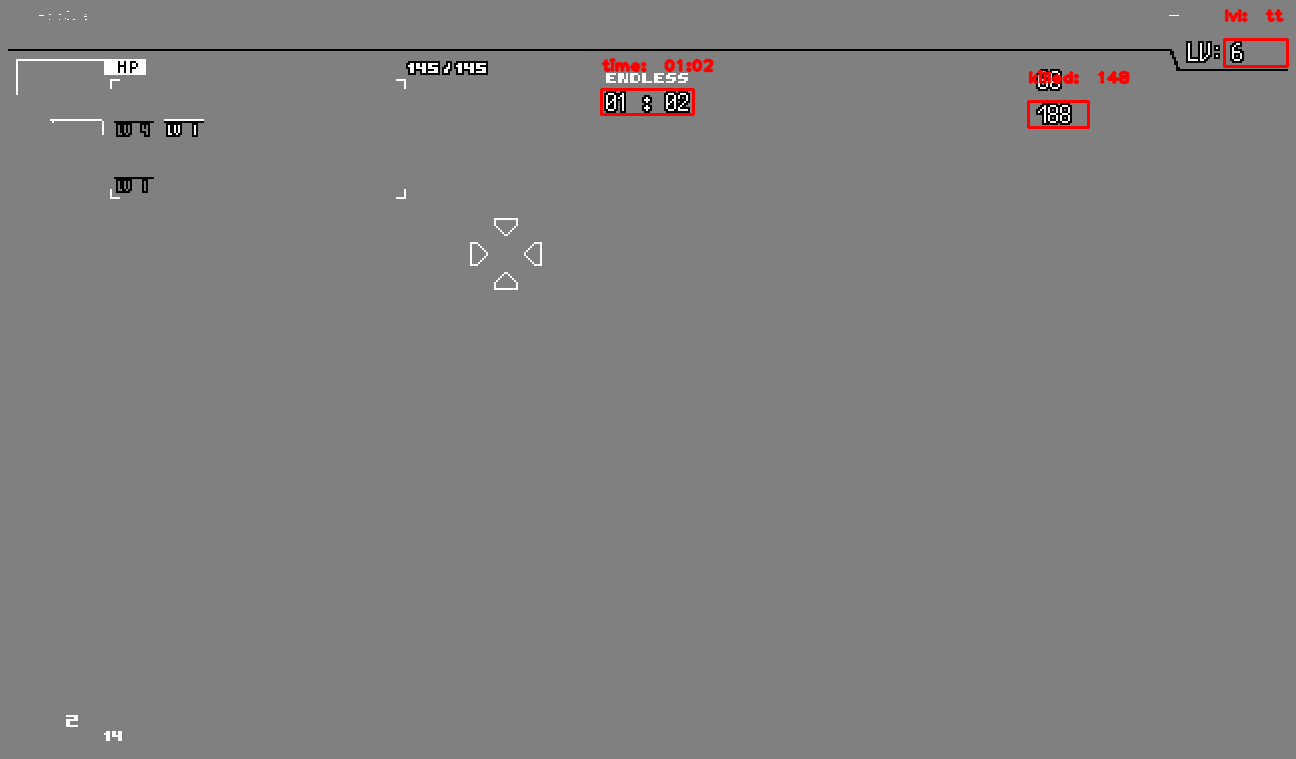 lvl: tt
LV: 6
HP
145/145
time: 01:02
ENDLESS
01 : 02
killed: 148
188
LV 4 LV 1
LV 1
2
14